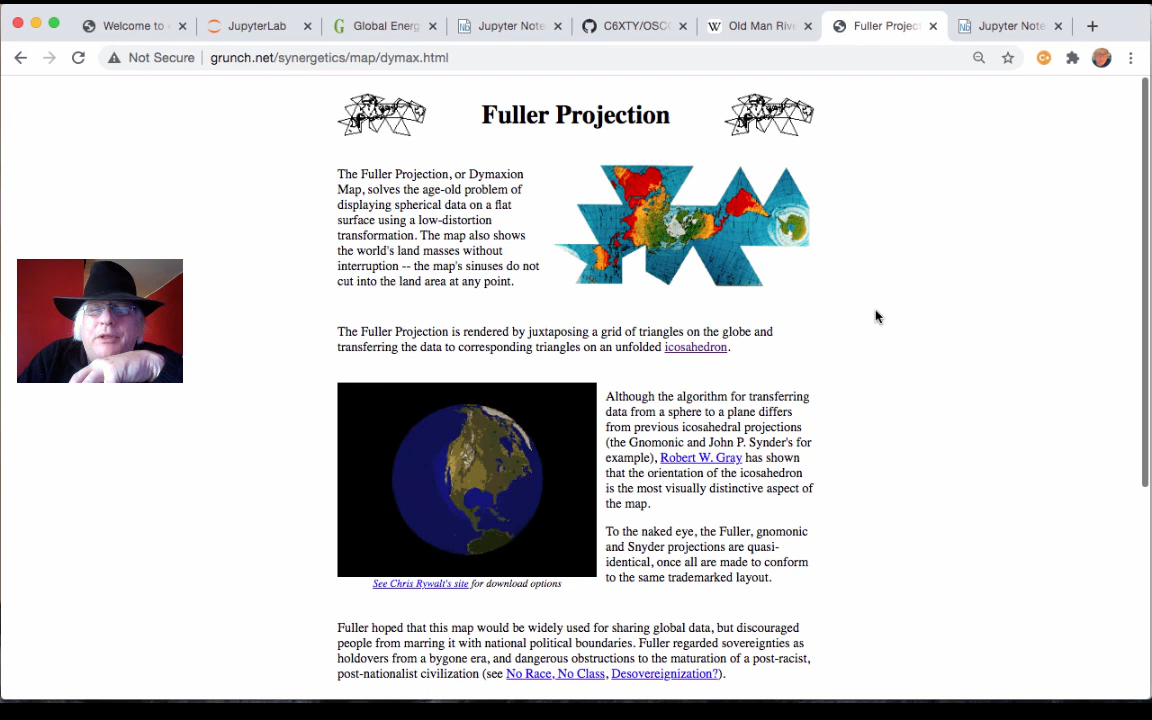 Welcome to
JupyterLab
Global Energ
Jupyter Note
C6XTY/OSCO
Old Man Rive
Fuller Project
Jupyter Note
Not Secure
grunch.net/synergetics/map/dymax.html
Fuller Projection
The Fuller Projection, or Dymaxion
Map, solves the age-old problem of
displaying spherical data on a flat
surface using a low-distortion
transformation. The map also shows
the world's land masses without
interruption -- the map's sinuses do not
cut into the land area at any point.
The Fuller Projection is rendered by juxtaposing a grid of triangles on the globe and
transferring the data to corresponding triangles on an unfolded icosahedron.
Although the algorithm for transferring
data from a sphere to a plane differs
from previous icosahedral projections
(the Gnomonic and John P. Synder's for
example), Robert W. Gray has shown
that the orientation of the icosahedron
is the most visually distinctive aspect of
the map.
To the naked eye, the Fuller, gnomonic
and Snyder projections are quasi-
identical, once all are made to conform
to the same trademarked layout.
See Chris Rywalt's site for download options
Fuller hoped that this map would be widely used for sharing global data, but discouraged
people from marring it with national political boundaries. Fuller regarded sovereignties as
holdovers from a bygone era, and dangerous obstructions to the maturation of a post-racist,
post-nationalist civilization (see No Race, No Class, Desovereignization?).